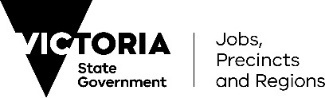 VICTORIA
State
Government
Jobs,
Precincts
and Regions